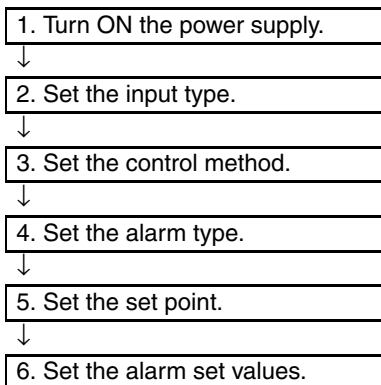 1. Turn ON the power supply.
↓
2. Set the input type.
↓
3. Set the control method.
↓
4. Set the alarm type.
↓
5. Set the set point.
↓
6. Set the alarm set values.